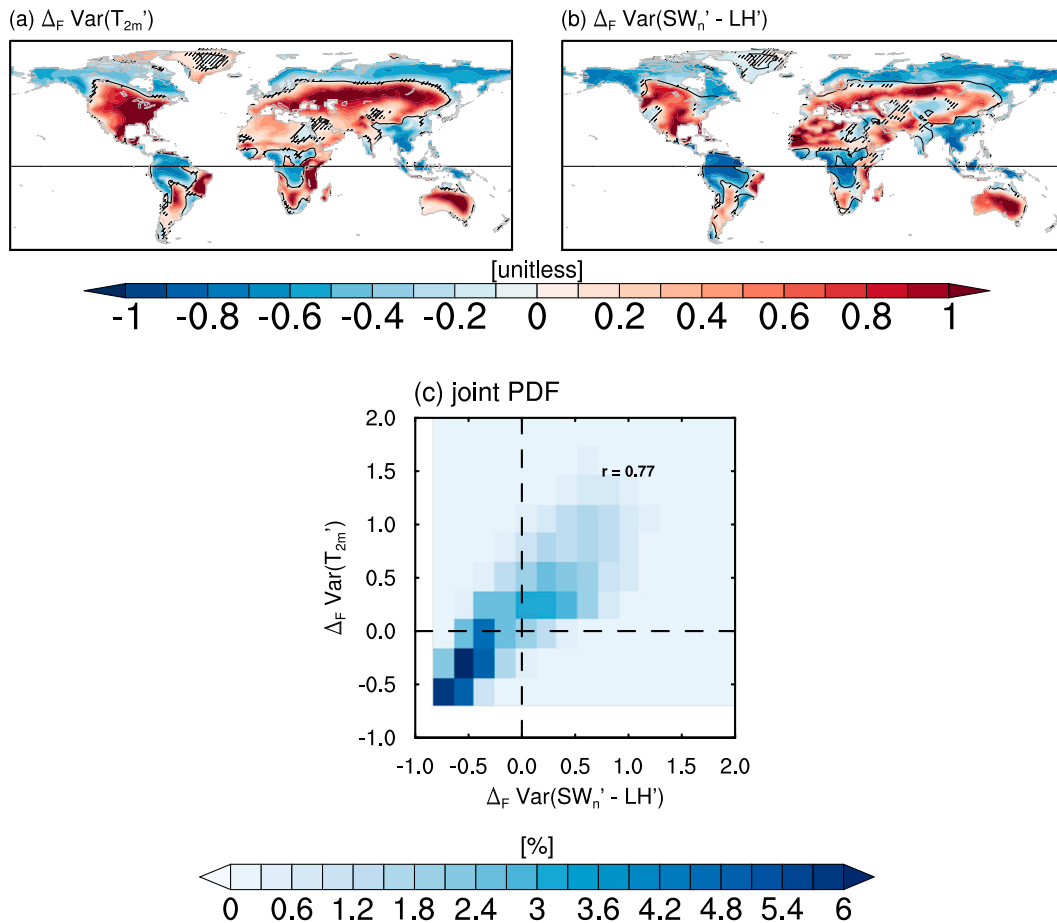 (a) Δ_F Var(T_2m')
(b) Δ_F Var(SW_n' - LH')
[unitless]
-1 -0.8 -0.6 -0.4 -0.2 0 0.2 0.4 0.6 0.8 1
(c) joint PDF
2.0
1.5
1.0
0.5
0.0
-0.5
-1.0
r = 0.77
Δ_F Var(T_2m')
-1.0 -0.5 0.0 0.5 1.0 1.5 2.0
Δ_F Var(SW_n' - LH')
[%]
0 0.6 1.2 1.8 2.4 3 3.6 4.2 4.8 5.4 6